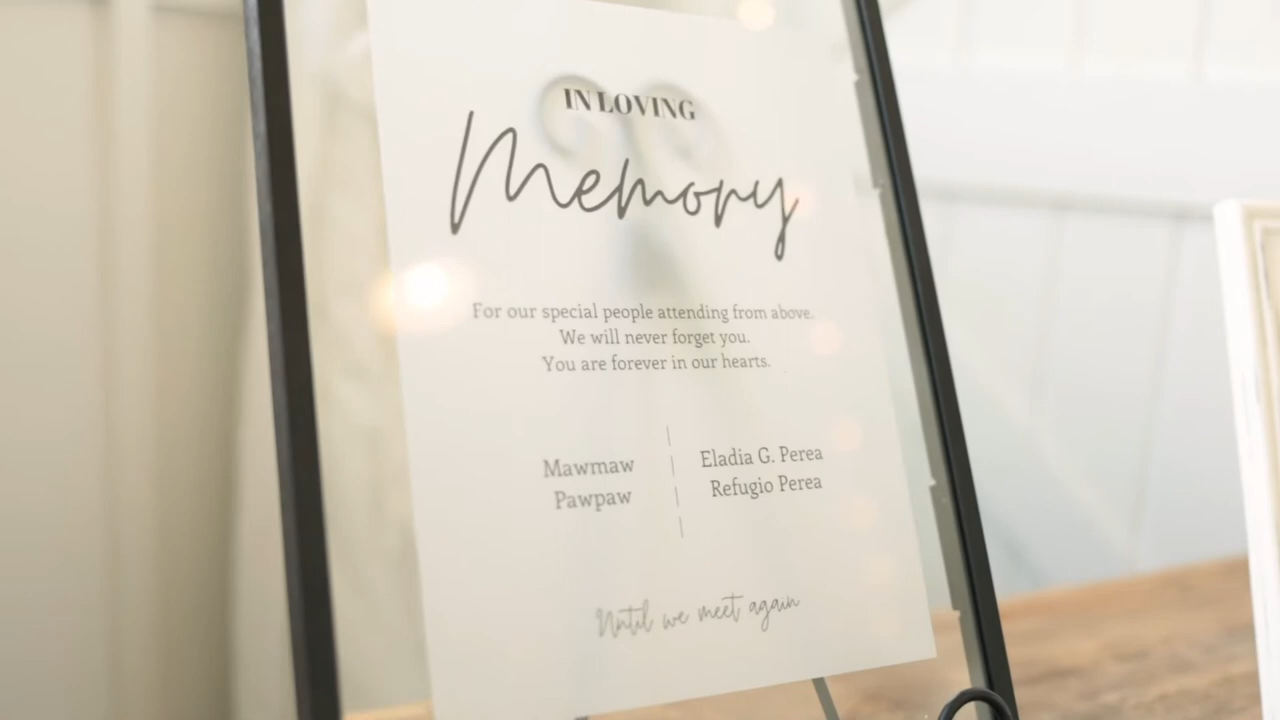 IN LOVING
Memory
For our special people attending from above.
We will never forget you.
You are forever in our hearts.
Mawmaw
Pawpaw
Eladia G. Perea
Refugio Perea
Until we meet again